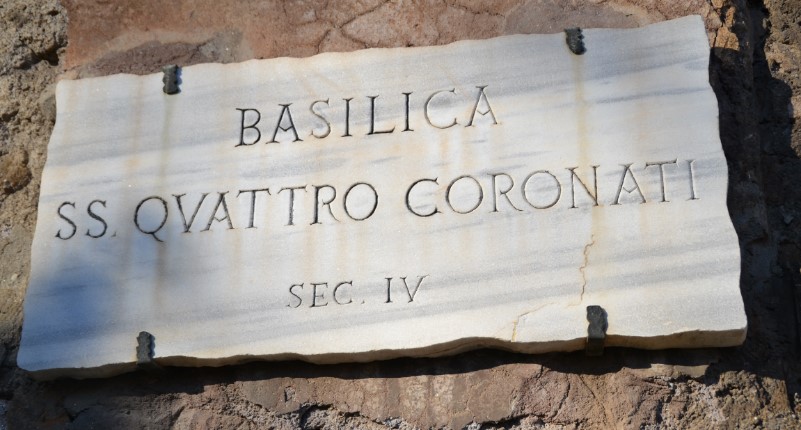 BASILICA
SS. QVATTRO CORONATI
SEC. IV